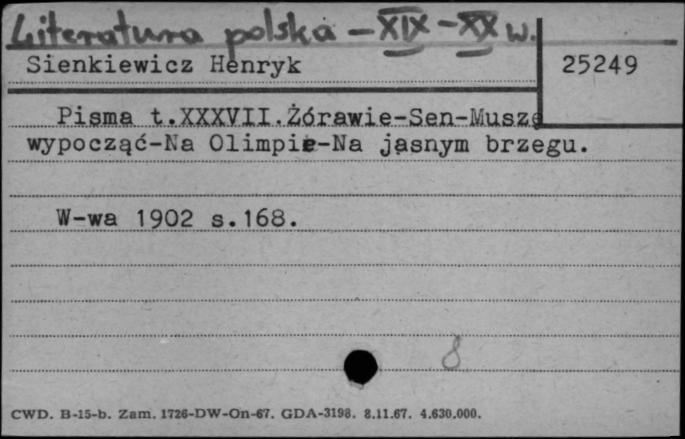 Literatura polska - XIX - XX w.
Sienkiewicz Henryk
25249
Pisma t.XXXVII.Żórawie-Sen-Muszę
wypocząć-Na Olimpie-Na jasnym brzegu.
W-wa 1902 s.168.
8
CWD. B-15-b. Zam. 1726-DW-On-67. GDA-3198. 8.11.67. 4.630.000.